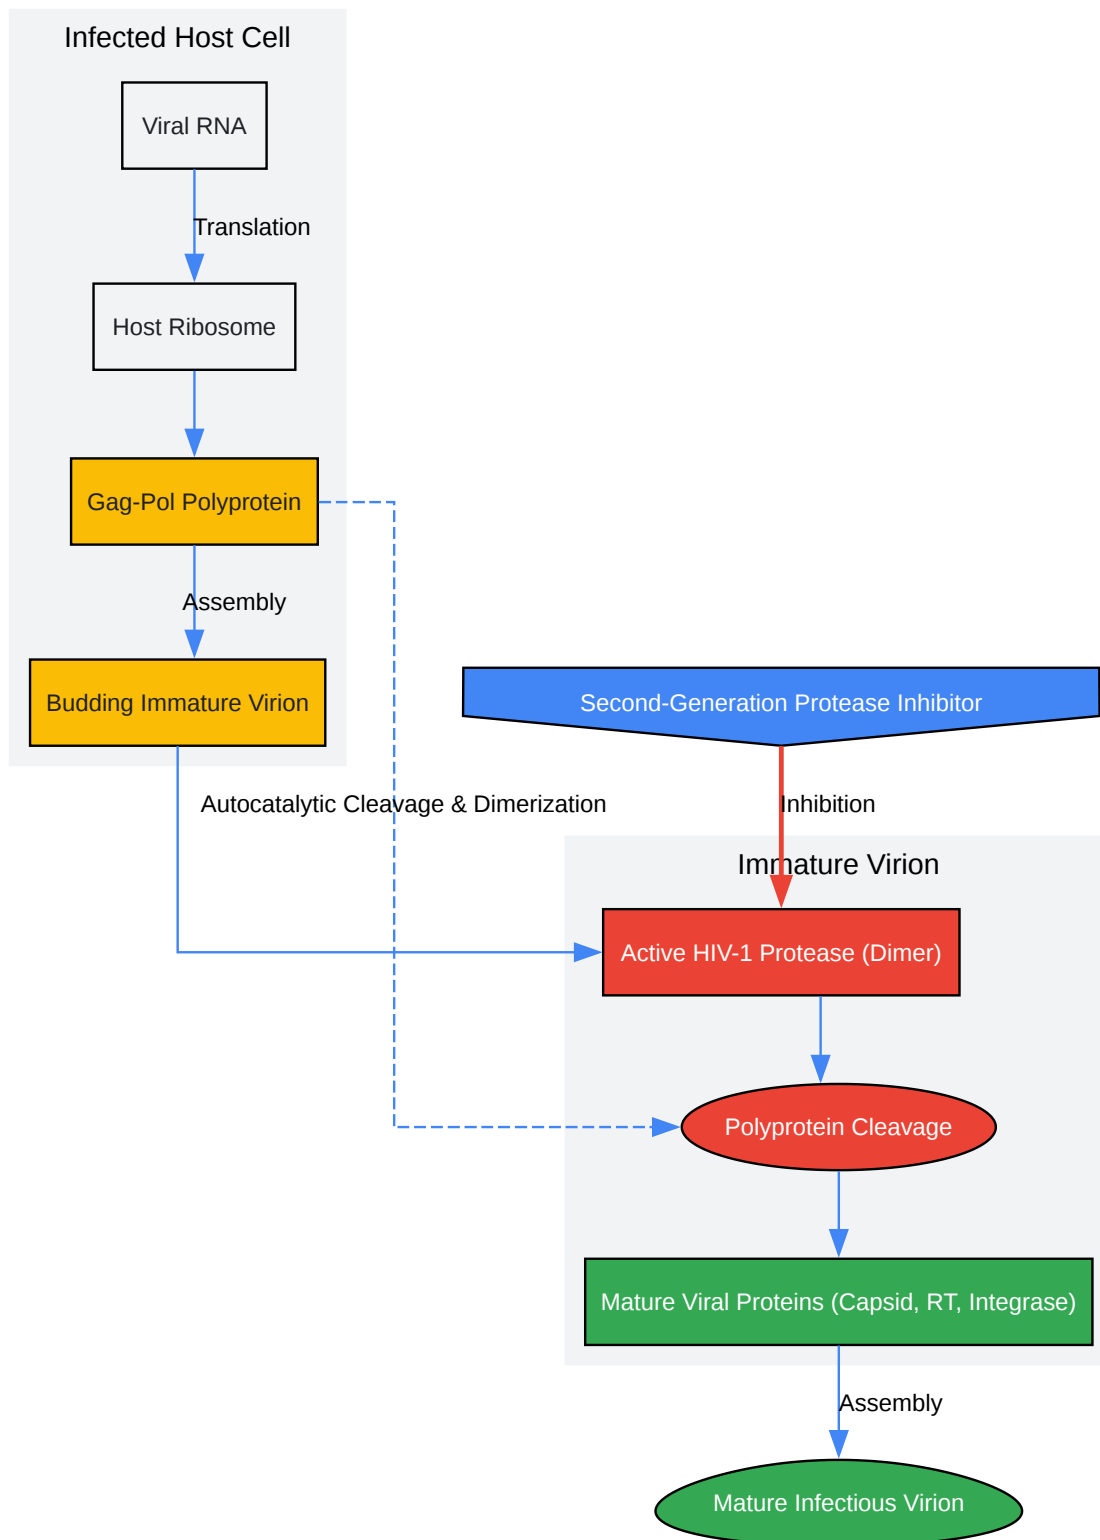 Infected Host Cell
Viral RNA
Translation
Host Ribosome
Gag-Pol Polyprotein
Assembly
Budding Immature Virion
Second-Generation Protease Inhibitor
Autocatalytic Cleavage & Dimerization
Inhibition
Immature Virion
Active HIV-1 Protease (Dimer)
Polyprotein Cleavage
Mature Viral Proteins (Capsid, RT, Integrase)
Assembly
Mature Infectious Virion